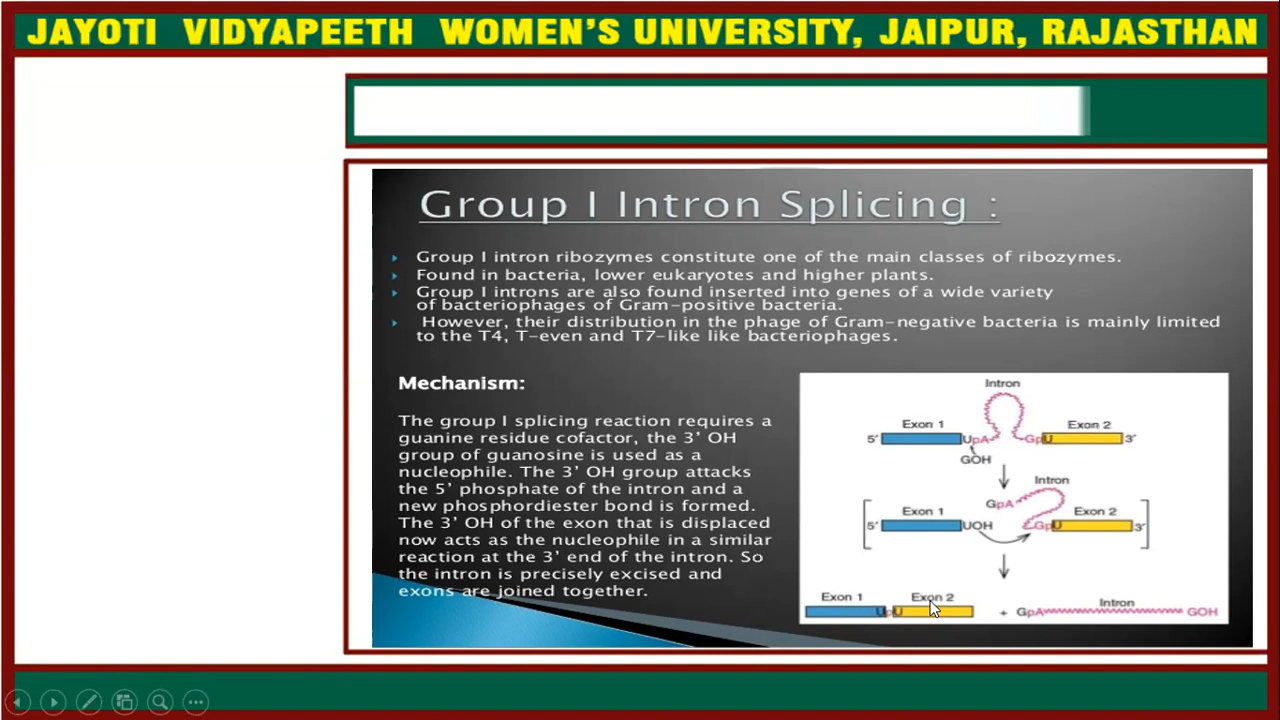 JAYOTI VIDYAPEETH WOMEN'S UNIVERSITY, JAIPUR, RAJASTHAN
Group I Intron Splicing :
Group I intron ribozymes constitute one of the main classes of ribozymes.
Found in bacteria, lower eukaryotes and higher plants.
Group I introns are also found inserted into genes of a wide variety
of bacteriophages of Gram-positive bacteria.
However, their distribution in the phage of Gram-negative bacteria is mainly limited
to the T4, T-even and T7-like like bacteriophages.
Mechanism:
The group I splicing reaction requires a
guanine residue cofactor, the 3' OH
group of guanosine is used as a
nucleophile. The 3' OH group attacks
the 5' phosphate of the intron and a
new phosphordiester bond is formed.
The 3' OH of the exon that is displaced
now acts as the nucleophile in a similar
reaction at the 3' end of the intron. So
the intron is precisely excised and
exons are joined together.
Intron
Exon 1 Exon 2
5' UpA GpU 3'
GOH
Intron
GpA
Exon 1 Exon 2
5' UOH GpU 3'
Exon 1 Exon 2 Intron
UpU + GpA GOH